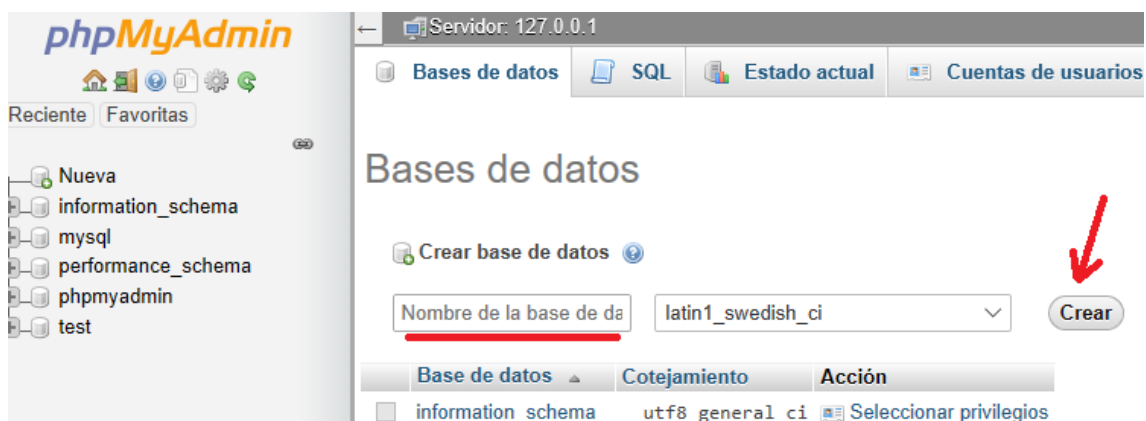 phpMyAdmin
Reciente Favoritas
Nueva
information_schema
mysql
performance_schema
phpmyadmin
test
Servidor: 127.0.0.1
Bases de datos SQL Estado actual Cuentas de usuarios
Bases de datos
Crear base de datos
Nombre de la base de da latin1_swedish_ci Crear
Base de datos Cotejamiento Acción
information_schema utf8_general_ci Seleccionar privilegios